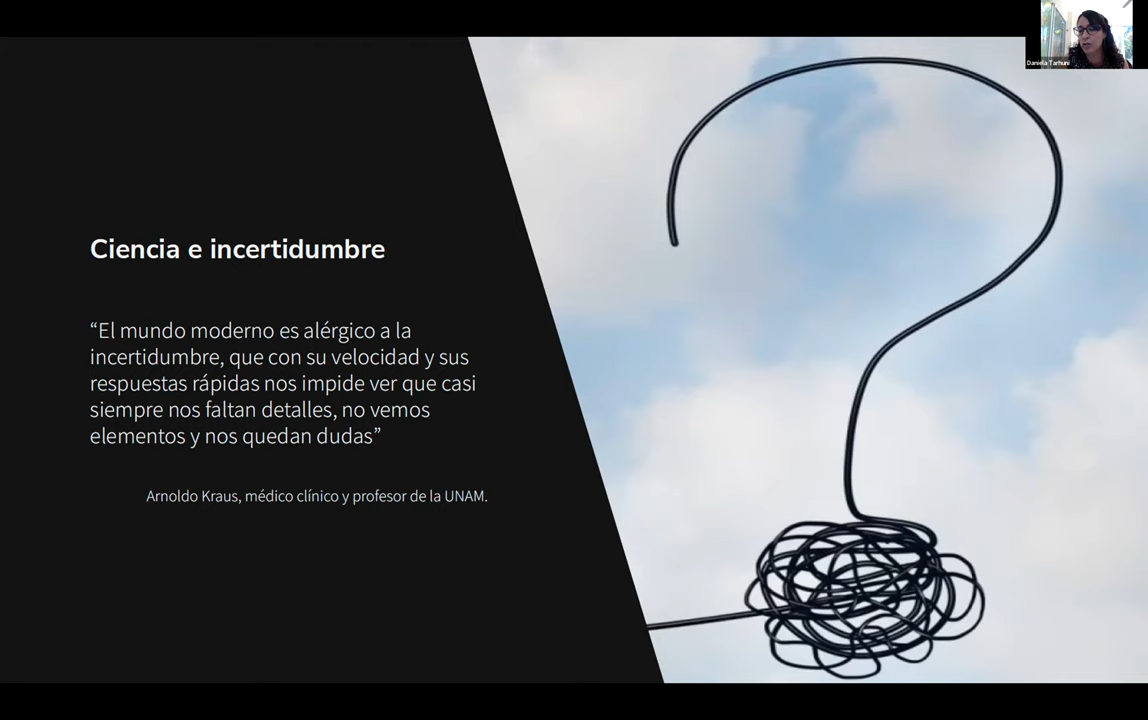 Daniela Tarhuni
Ciencia e incertidumbre
“El mundo moderno es alérgico a la
incertidumbre, que con su velocidad y sus
respuestas rápidas nos impide ver que casi
siempre nos faltan detalles, no vemos
elementos y nos quedan dudas”
Arnoldo Kraus, médico clínico y profesor de la UNAM.